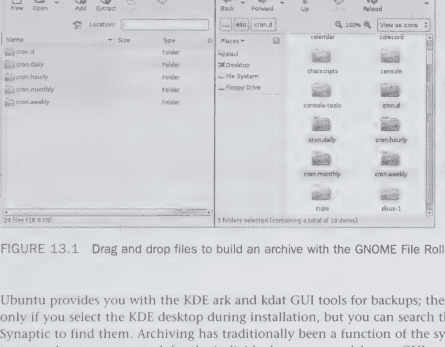 New Open Add Extract
Back Forward Up Reload
Location: /
etc cron.d 100% View as Icons
Name Size Type
cron.d Folder
cron.daily Folder
cron.hourly Folder
cron.monthly Folder
cron.weekly Folder
24 files (18.9 KB)
Places
paul
Desktop
File System
Floppy Drive
calendar cdrecord
chatscripts console
console-tools cron.d
cron.daily cron.hourly
cron.monthly cron.weekly
cups dbus-1
5 folders selected (containing a total of 18 items)
FIGURE 13.1 Drag and drop files to build an archive with the GNOME File Roll
Ubuntu provides you with the KDE ark and kdat GUI tools for backups; the
only if you select the KDE desktop during installation, but you can search th
Synaptic to find them. Archiving has traditionally been a function of the sy